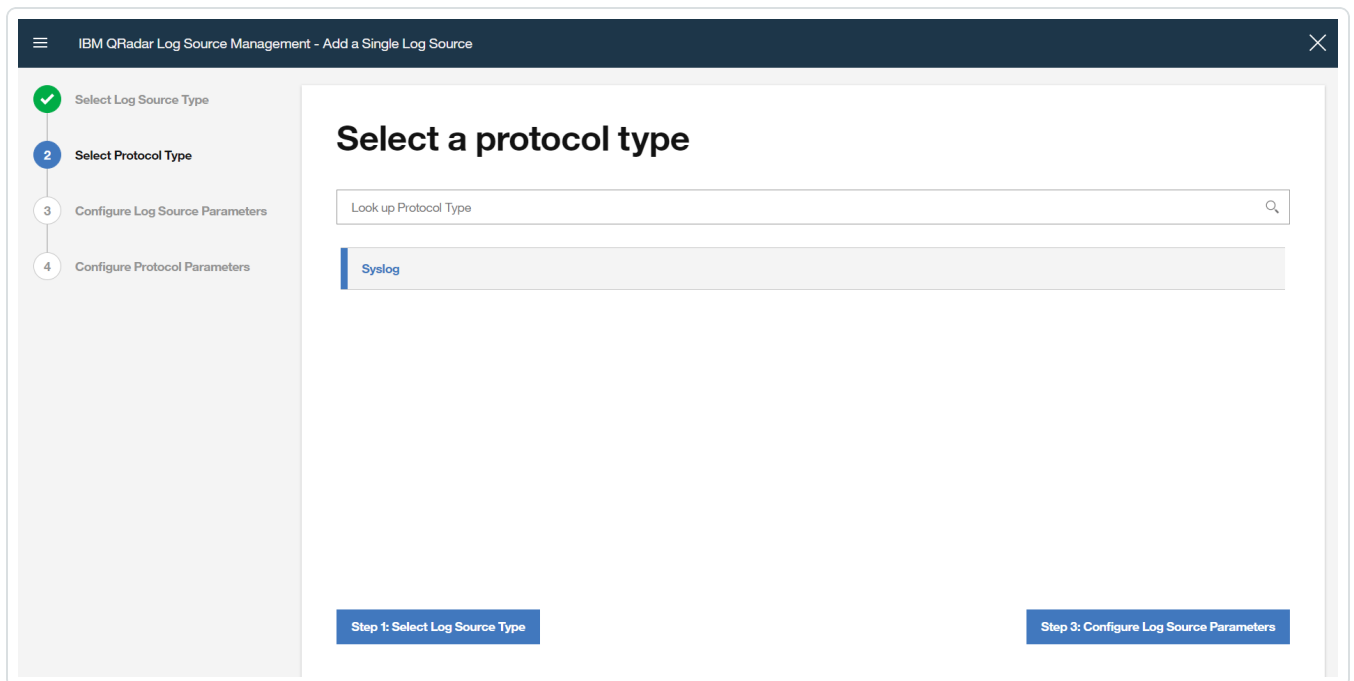 IBM QRadar Log Source Management - Add a Single Log Source
Select Log Source Type
2 Select Protocol Type
3 Configure Log Source Parameters
4 Configure Protocol Parameters
Select a protocol type
Look up Protocol Type
Syslog
Step 1: Select Log Source Type
Step 3: Configure Log Source Parameters